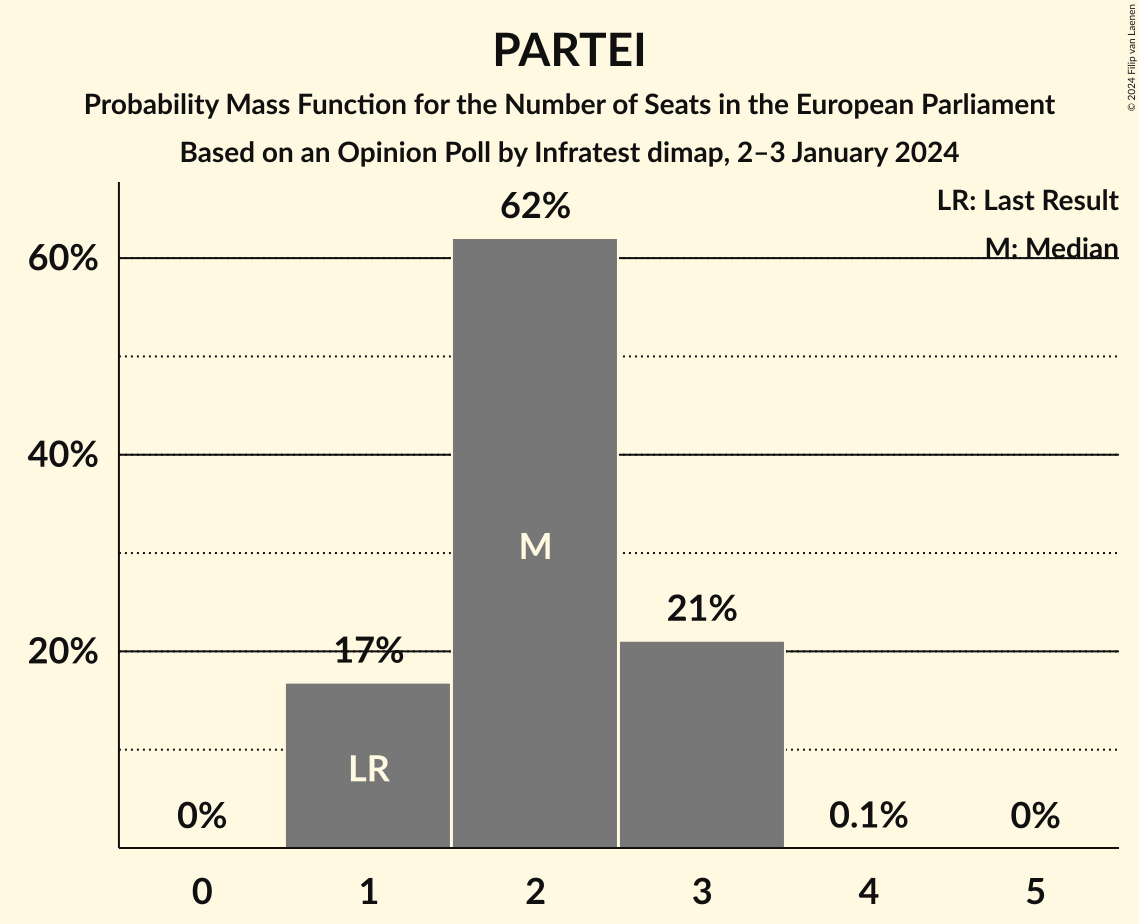 PARTEI
Probability Mass Function for the Number of Seats in the European Parliament
Based on an Opinion Poll by Infratest dimap, 2–3 January 2024
© 2024 Filip van Laenen
LR: Last Result
M: Median
62%
60%
40%
M
21%
20%
17%
LR
0%
0.1%
0%
0 1 2 3 4 5